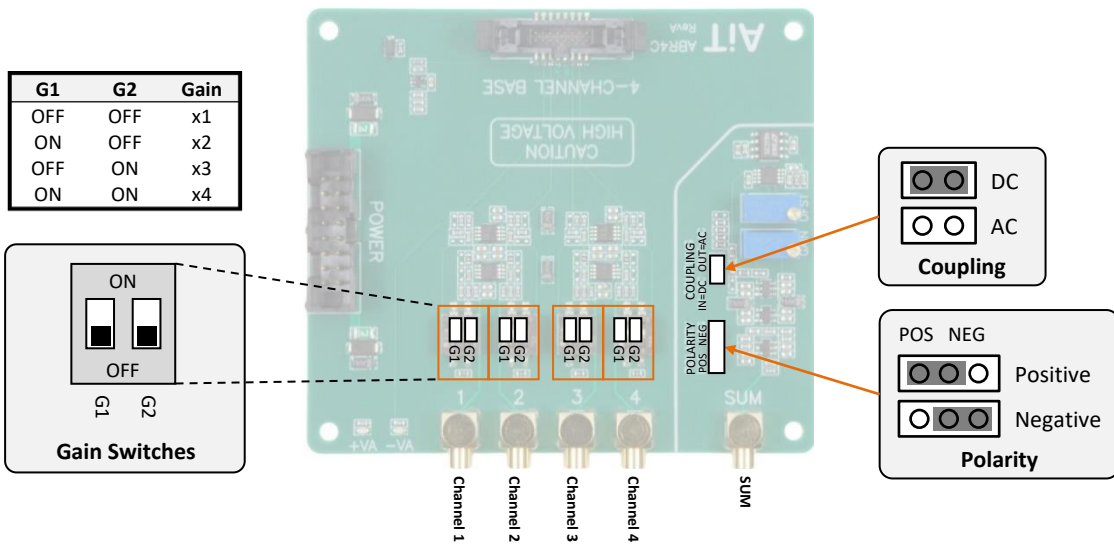 G1 G2 Gain
OFF OFF x1
ON OFF x2
OFF ON x3
ON ON x4
ON
OFF
G1 G2
Gain Switches
AiT
ABR4C
RevA
4-CHANNEL BASE
CAUTION
HIGH VOLTAGE
POWER
OFST
GAIN
COUPLING
IN=DC OUT=AC
POLARITY
POS NEG
G1 G2 G1 G2 G1 G2 G1 G2
1 2 3 4 SUM
+VA -VA
Channel 1 Channel 2 Channel 3 Channel 4 SUM
DC
AC
Coupling
POS NEG
Positive
Negative
Polarity